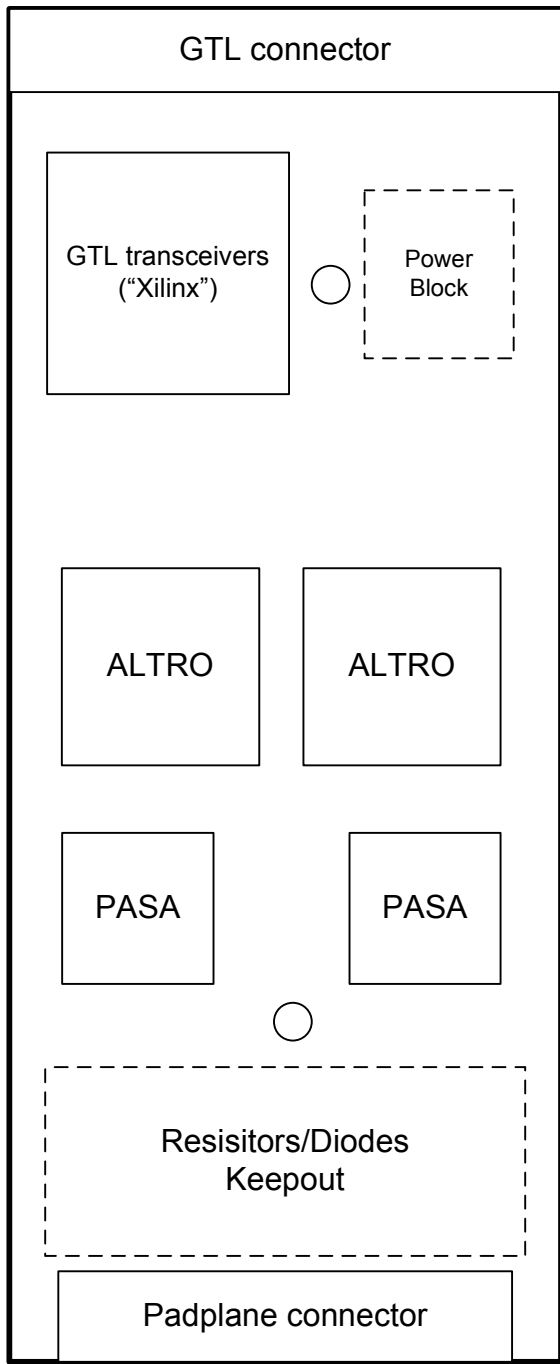 GTL connector
GTL transceivers
(“Xilinx”)
Power
Block
ALTRO
ALTRO
PASA
PASA
Resisitors/Diodes
Keepout
Padplane connector